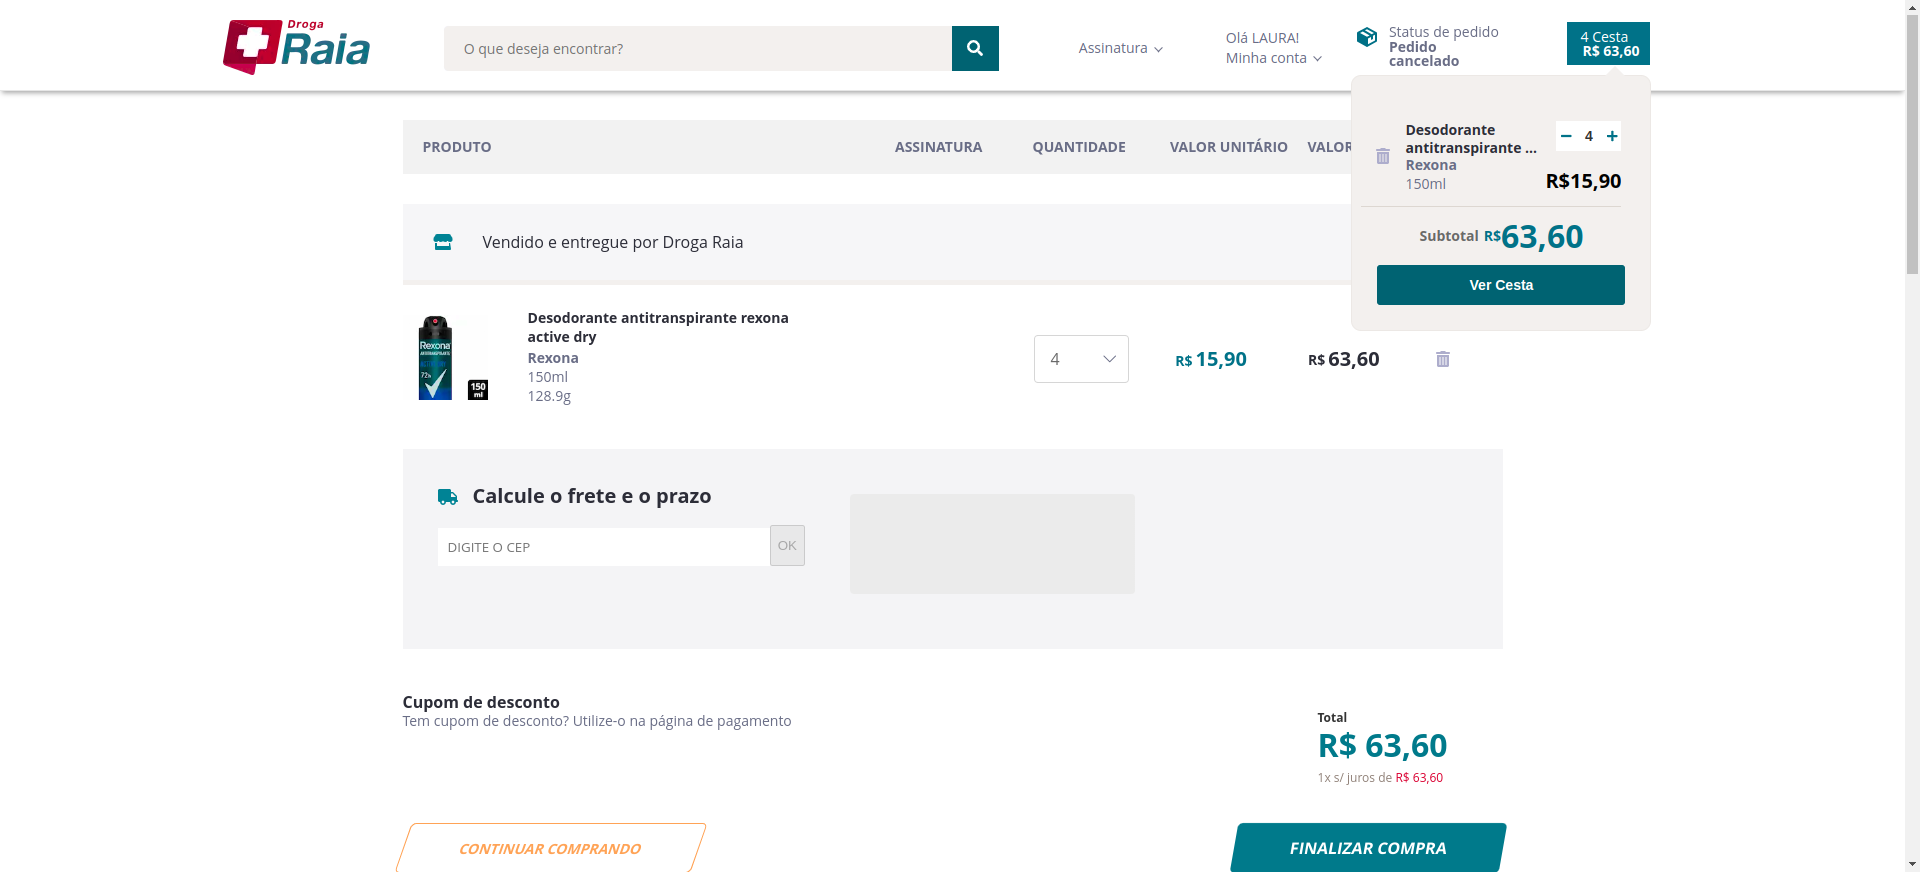 Droga
Raia
O que deseja encontrar?
Assinatura
Olá LAURA!
Minha conta
Status de pedido
Pedido
cancelado
4 Cesta
R$ 63,60
PRODUTO
ASSINATURA
QUANTIDADE
VALOR UNITÁRIO
VALOR
Desodorante
antitranspirante ...
Rexona
150ml
4
R$15,90
Subtotal R$63,60
Ver Cesta
Vendido e entregue por Droga Raia
Rexona
72h
150
ml
Desodorante antitranspirante rexona
active dry
Rexona
150ml
128.9g
4
R$ 15,90
R$ 63,60
Calcule o frete e o prazo
DIGITE O CEP
OK
Cupom de desconto
Tem cupom de desconto? Utilize-o na página de pagamento
Total
R$ 63,60
1x s/ juros de R$ 63,60
CONTINUAR COMPRANDO
FINALIZAR COMPRA